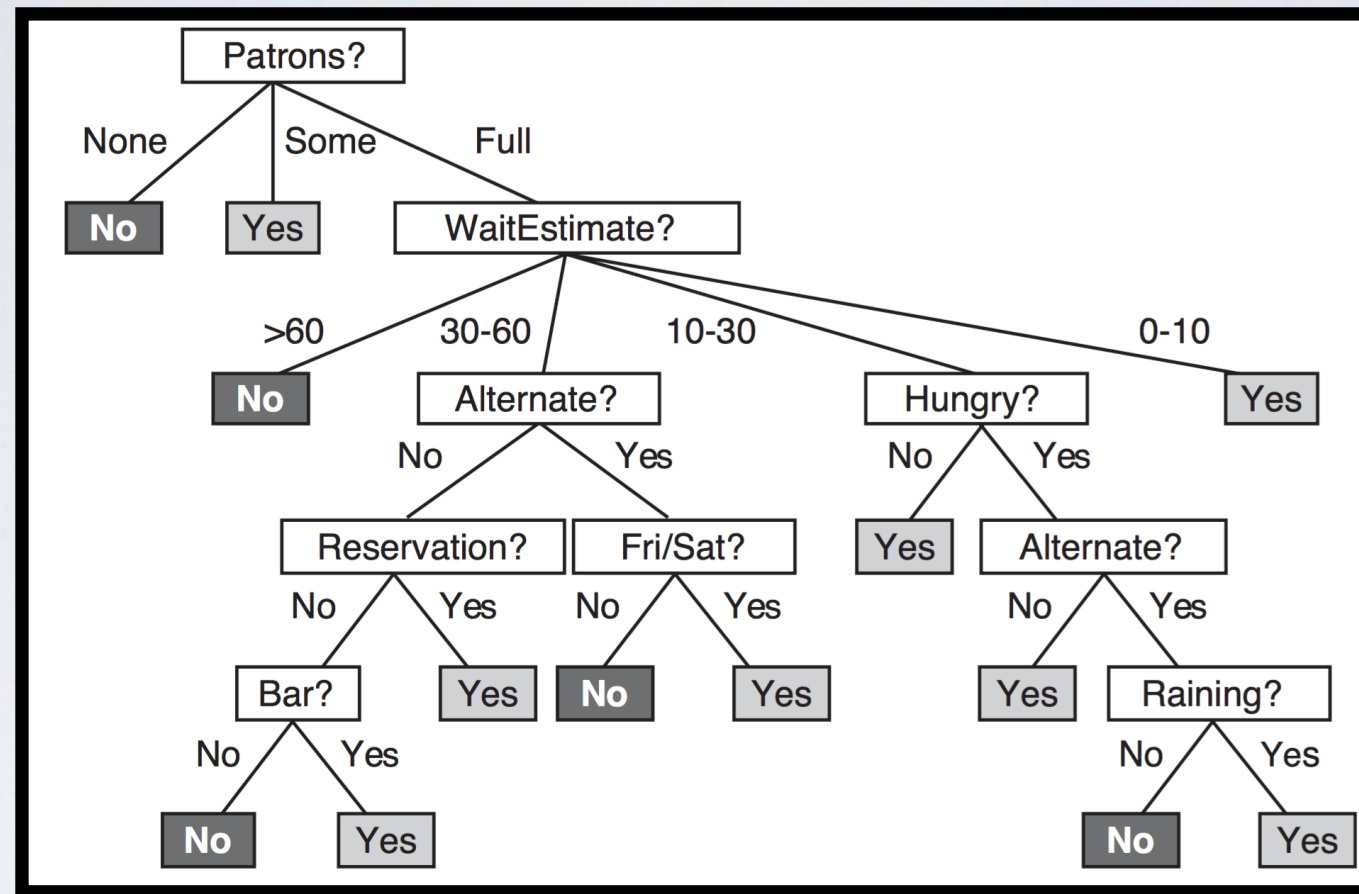 Patrons?
None Some Full
No Yes WaitEstimate?
>60 30-60 10-30 0-10
No Alternate? Hungry? Yes
No Yes No Yes
Reservation? Fri/Sat? Yes Alternate?
No Yes No Yes No Yes
Bar? Yes No Yes Yes Raining?
No Yes No Yes
No Yes No Yes